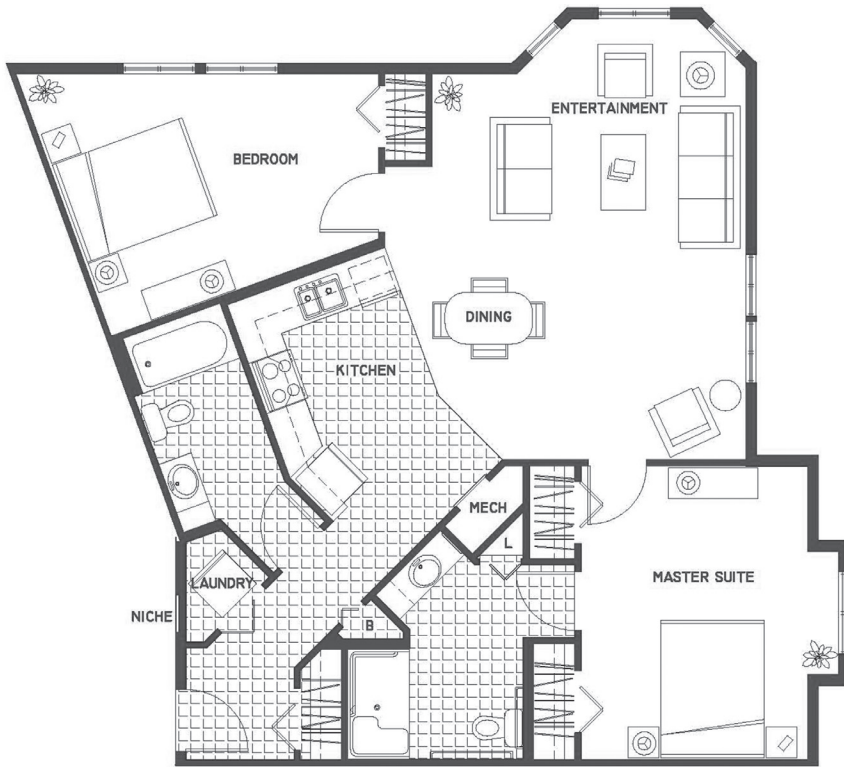 ENTERTAINMENT
BEDROOM
DINING
KITCHEN
MECH
L
LAUNDRY
MASTER SUITE
NICHE
B